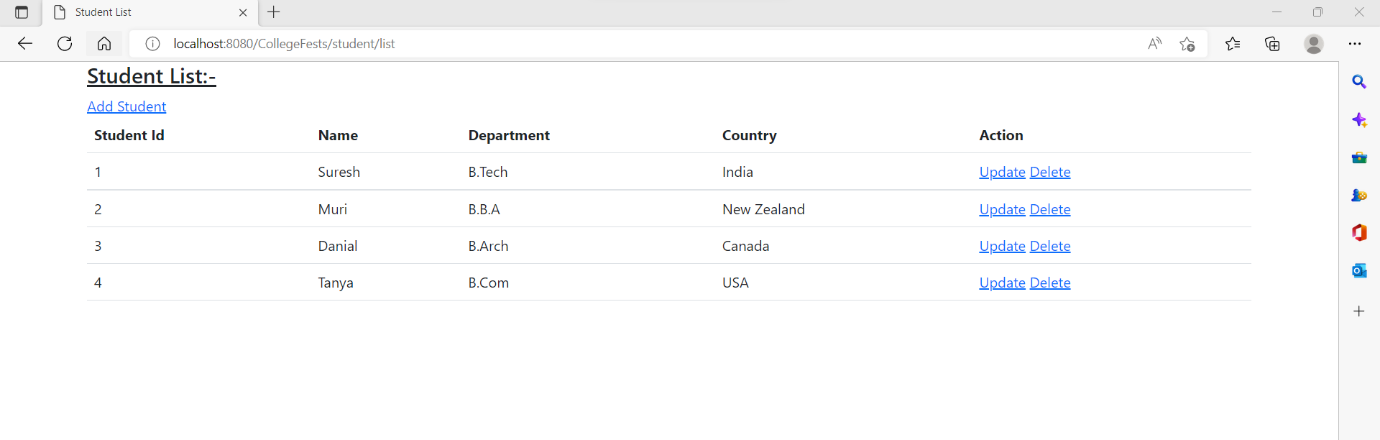 Student List
localhost:8080/CollegeFests/student/list
Student List:-
Add Student
Student Id Name Department Country Action
1 Suresh B.Tech India Update Delete
2 Muri B.B.A New Zealand Update Delete
3 Danial B.Arch Canada Update Delete
4 Tanya B.Com USA Update Delete